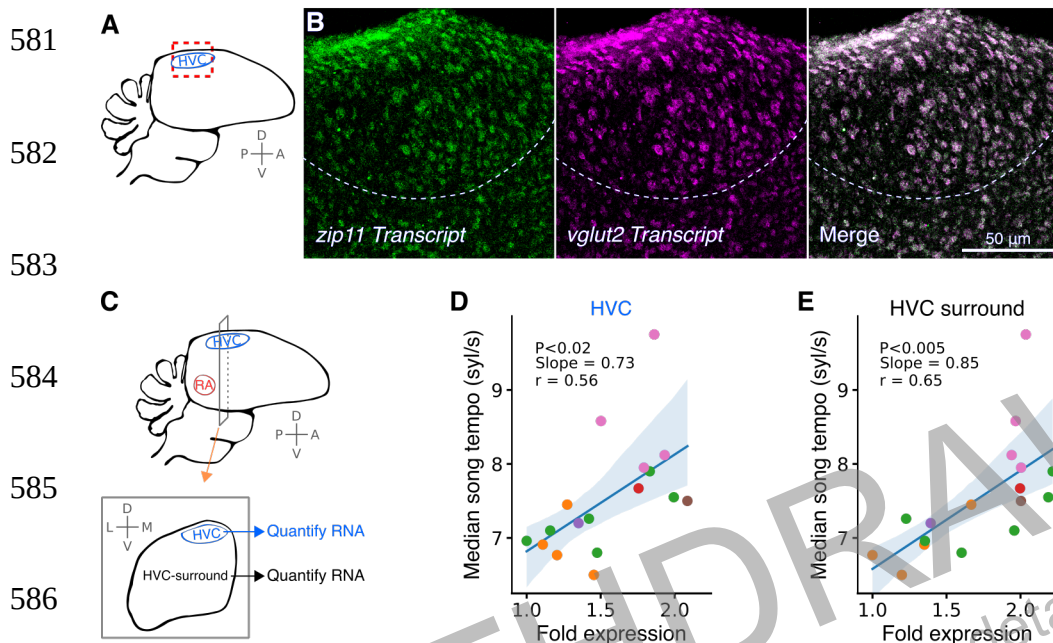 581
582
583
584
585
586
A
HVC
D
P A
V
B
zip11 Transcript
vglut2 Transcript
Merge
50 µm
C
HVC
RA
D
P A
V
D
L M
V
HVC
Quantify RNA
HVC-surround
Quantify RNA
D
HVC
P<0.02
Slope = 0.73
r = 0.56
Median song tempo (syl/s)
9
8
7
1.0 1.5 2.0
Fold expression
E
HVC surround
P<0.005
Slope = 0.85
r = 0.65
Median song tempo (syl/s)
9
8
7
1.0 1.5 2.0
Fold expression
THDRA
deta